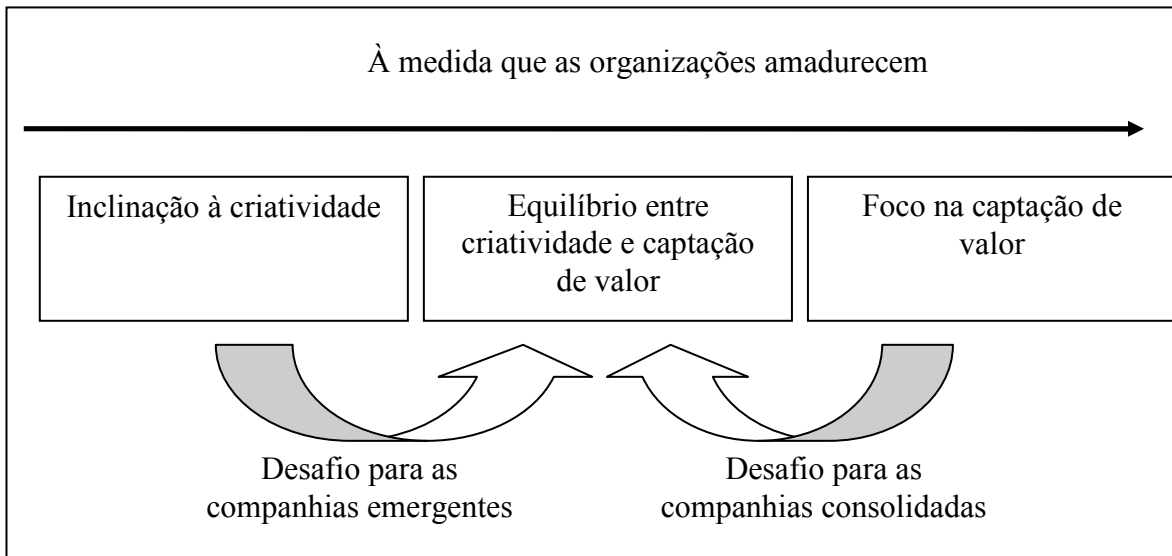 À medida que as organizações amadurecem
Inclinação à criatividade
Equilíbrio entre
criatividade e captação
de valor
Foco na captação de
valor
Desafio para as
companhias emergentes
Desafio para as
companhias consolidadas